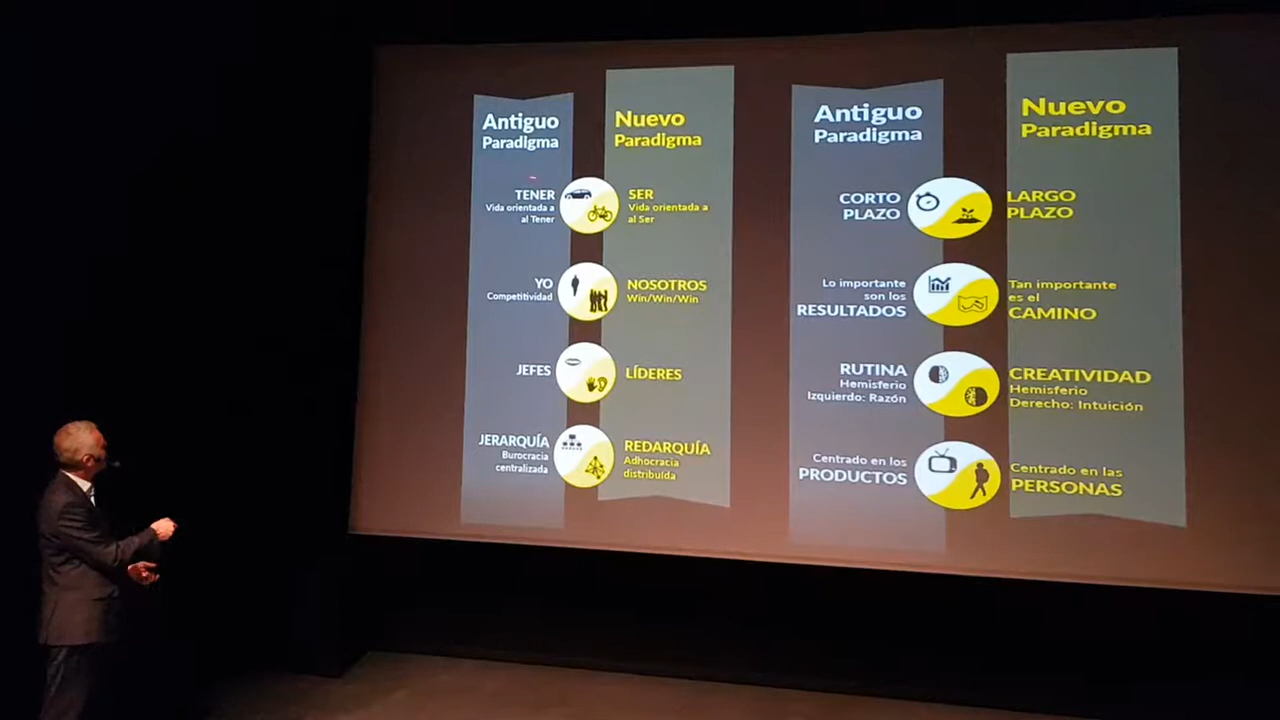 Antiguo
Paradigma
Nuevo
Paradigma
TENER
Vida orientada a
al Tener
SER
Vida orientada a
al Ser
YO
Competitividad
NOSOTROS
Win/Win/Win
JEFES
LÍDERES
JERARQUÍA
Burocracia
centralizada
REDARQUÍA
Adhocracia
distribuída
Antiguo
Paradigma
Nuevo
Paradigma
CORTO
PLAZO
LARGO
PLAZO
Lo importante
son los
RESULTADOS
Tan importante
es el
CAMINO
RUTINA
Hemisferio
Izquierdo: Razón
CREATIVIDAD
Hemisferio
Derecho: Intuición
Centrado en los
PRODUCTOS
Centrado en las
PERSONAS